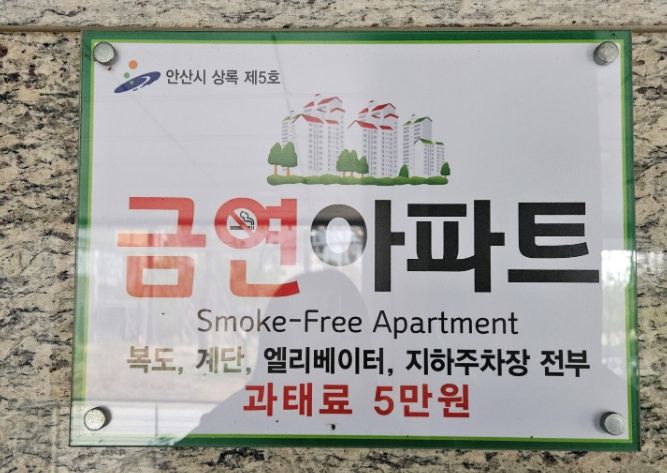 안산시 상록 제5호
금연아파트
Smoke-Free Apartment
복도, 계단, 엘리베이터, 지하주차장 전부
과태료 5만원